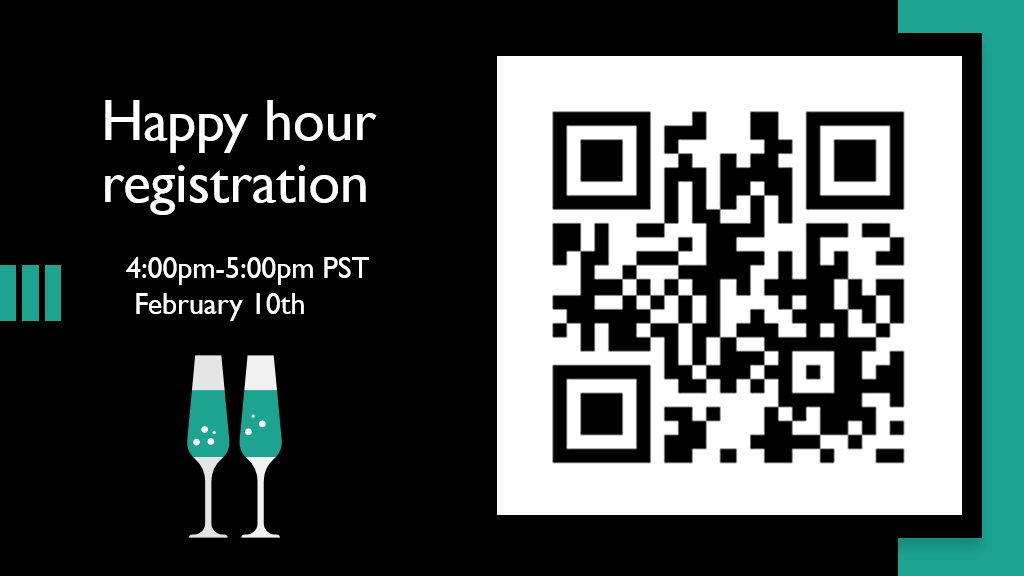 Happy hour
registration
4:00pm-5:00pm PST
February 10th